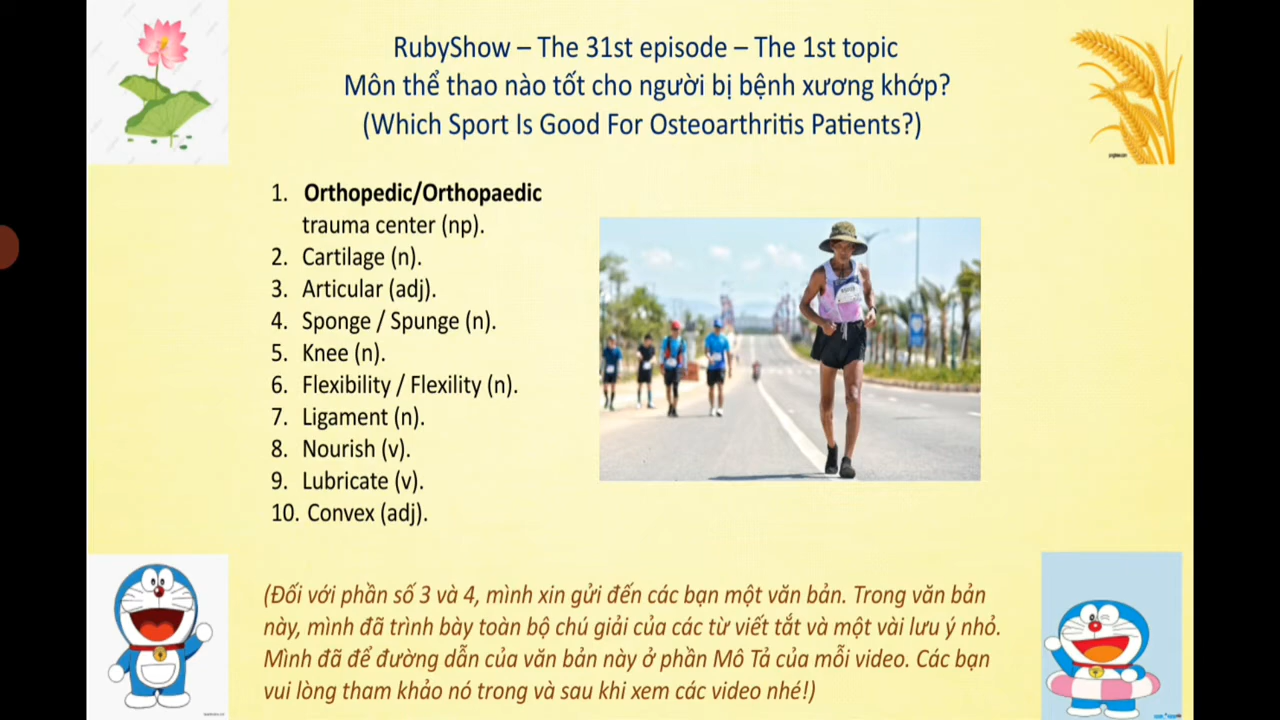 RubyShow – The 31st episode – The 1st topic
Môn thể thao nào tốt cho người bị bệnh xương khớp?
(Which Sport Is Good For Osteoarthritis Patients?)
1. Orthopedic/Orthopaedic
trauma center (np).
2. Cartilage (n).
3. Articular (adj).
4. Sponge / Spunge (n).
5. Knee (n).
6. Flexibility / Flexility (n).
7. Ligament (n).
8. Nourish (v).
9. Lubricate (v).
10. Convex (adj).
(Đối với phần số 3 và 4, mình xin gửi đến các bạn một văn bản. Trong văn bản
này, mình đã trình bày toàn bộ chú giải của các từ viết tắt và một vài lưu ý nhỏ.
Mình đã để đường dẫn của văn bản này ở phần Mô Tả của mỗi video. Các bạn
vui lòng tham khảo nó trong và sau khi xem các video nhé!)